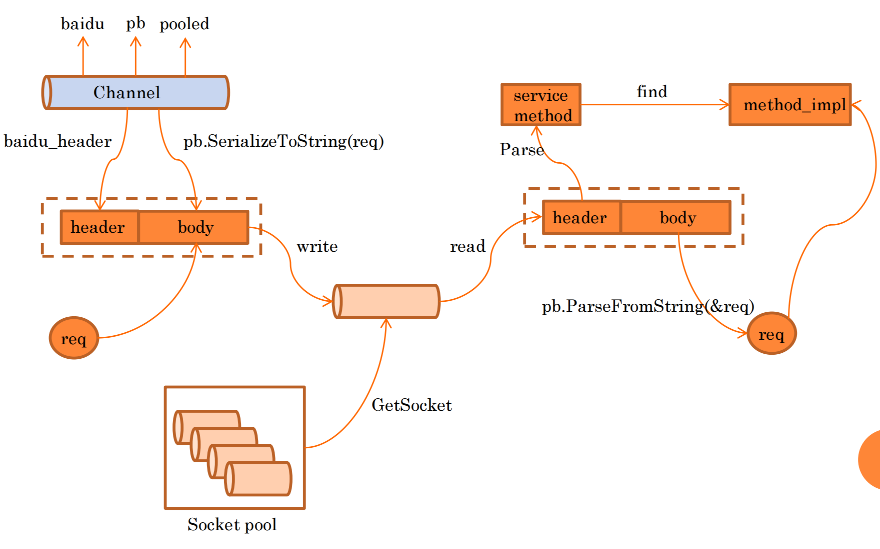 baidu pb pooled
Channel
baidu_header
pb.SerializeToString(req)
header
body
write
req
GetSocket
Socket pool
service
method
find
method_impl
Parse
read
header
body
pb.ParseFromString(&req)
req